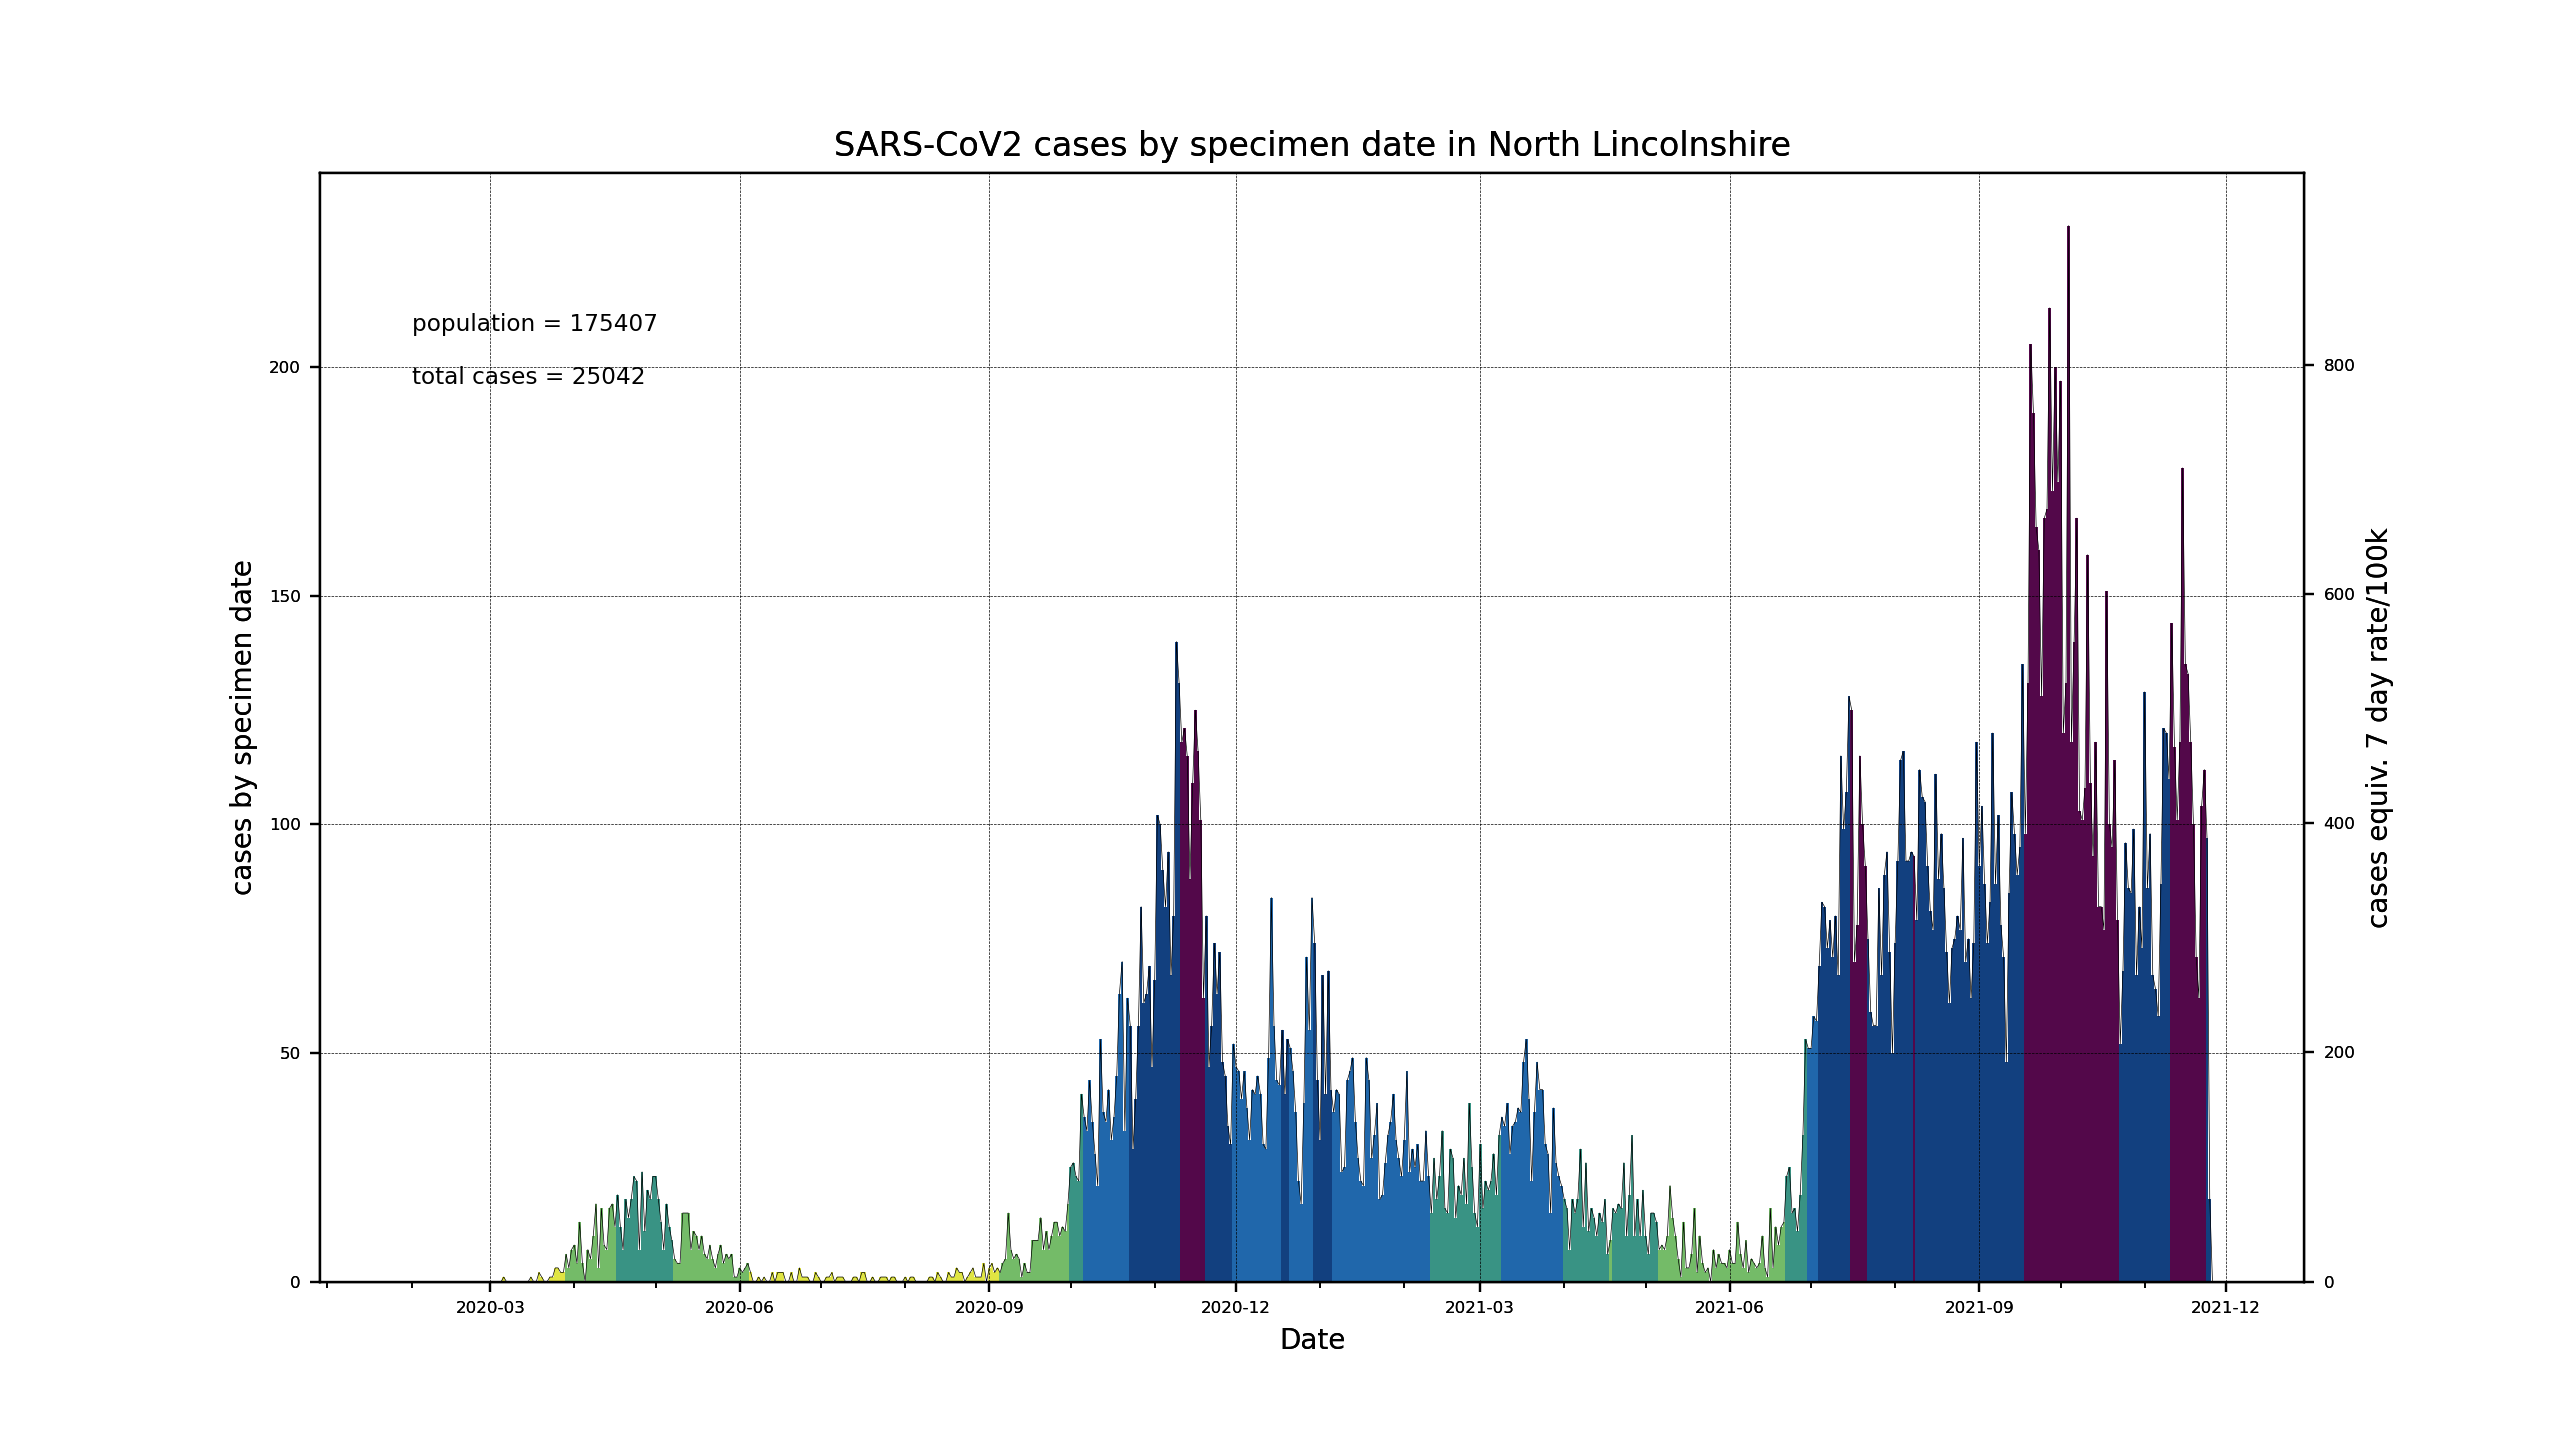 SARS-CoV2 cases by specimen date in North Lincolnshire
population = 175407
total cases = 25042
cases by specimen date
200
150
100
50
0
800
600
400
200
0
cases equiv. 7 day rate/100k
2020-03 2020-06 2020-09 2020-12 2021-03 2021-06 2021-09 2021-12
Date